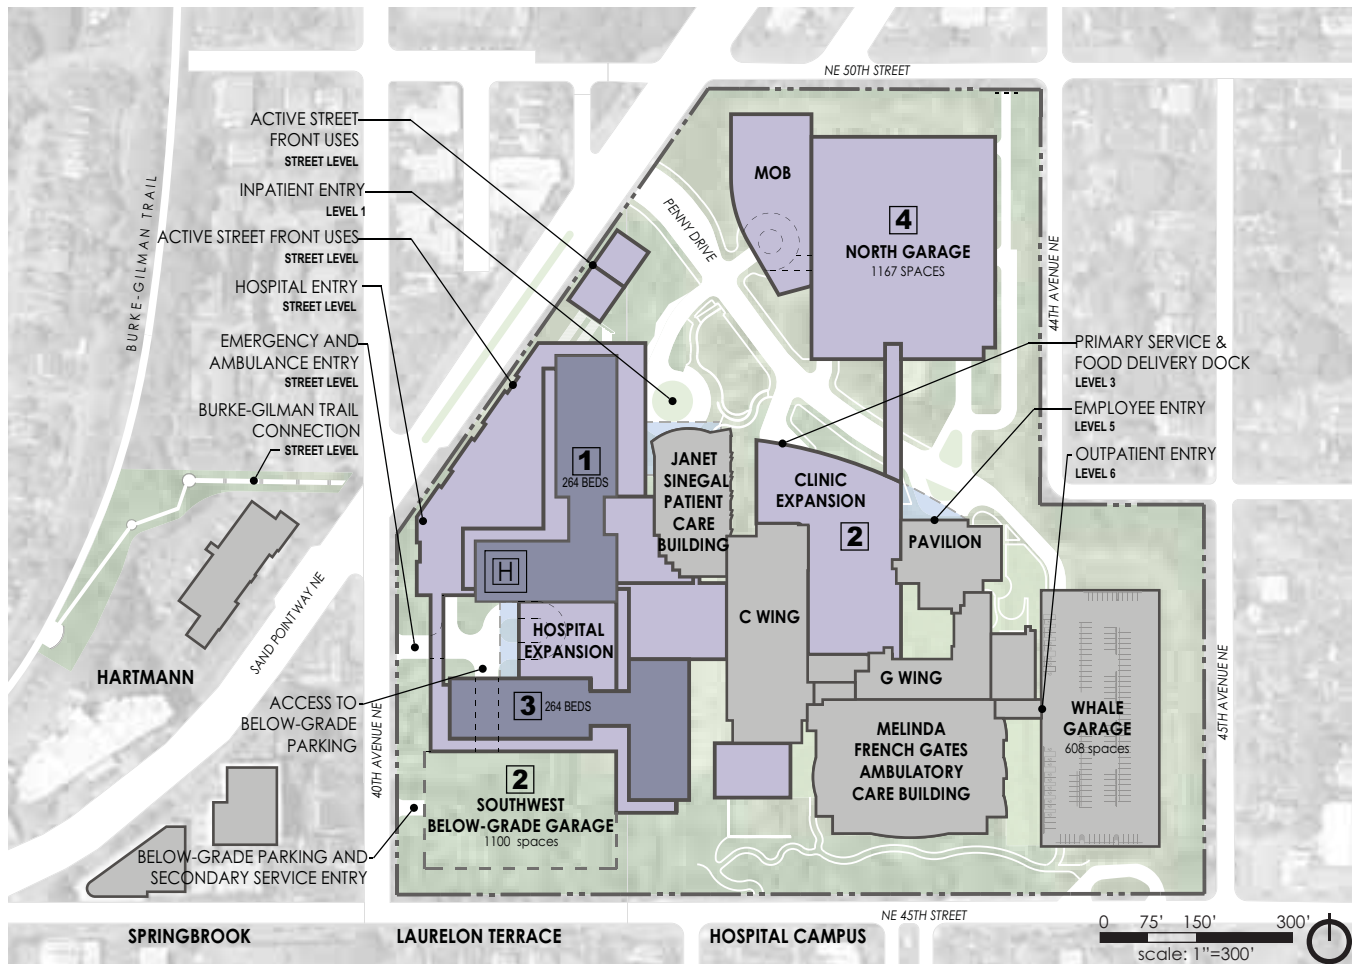 NE 50TH STREET
ACTIVE STREET
FRONT USES
STREET LEVEL
INPATIENT ENTRY
LEVEL 1
ACTIVE STREET FRONT USES
STREET LEVEL
HOSPITAL ENTRY
STREET LEVEL
EMERGENCY AND
AMBULANCE ENTRY
STREET LEVEL
BURKE-GILMAN TRAIL
CONNECTION
STREET LEVEL
BURKE-GILMAN TRAIL
PENNY DRIVE
MOB
4
NORTH GARAGE
1167 SPACES
44TH AVENUE NE
PRIMARY SERVICE &
FOOD DELIVERY DOCK
LEVEL 3
EMPLOYEE ENTRY
LEVEL 5
OUTPATIENT ENTRY
LEVEL 6
1
264 BEDS
JANET
SINEGAL
PATIENT
CARE
BUILDING
CLINIC
EXPANSION
2
PAVILION
H
HOSPITAL
EXPANSION
C WING
G WING
SAND POINT WAY NE
HARTMANN
3
264 BEDS
WHALE
GARAGE
608 spaces
45TH AVENUE NE
MELINDA
FRENCH GATES
AMBULATORY
CARE BUILDING
ACCESS TO
BELOW-GRADE
PARKING
40TH AVENUE NE
2
SOUTHWEST
BELOW-GRADE GARAGE
1100 spaces
BELOW-GRADE PARKING AND
SECONDARY SERVICE ENTRY
NE 45TH STREET
SPRINGBROOK
LAURELON TERRACE
HOSPITAL CAMPUS
0 75' 150' 300'
scale: 1"=300'